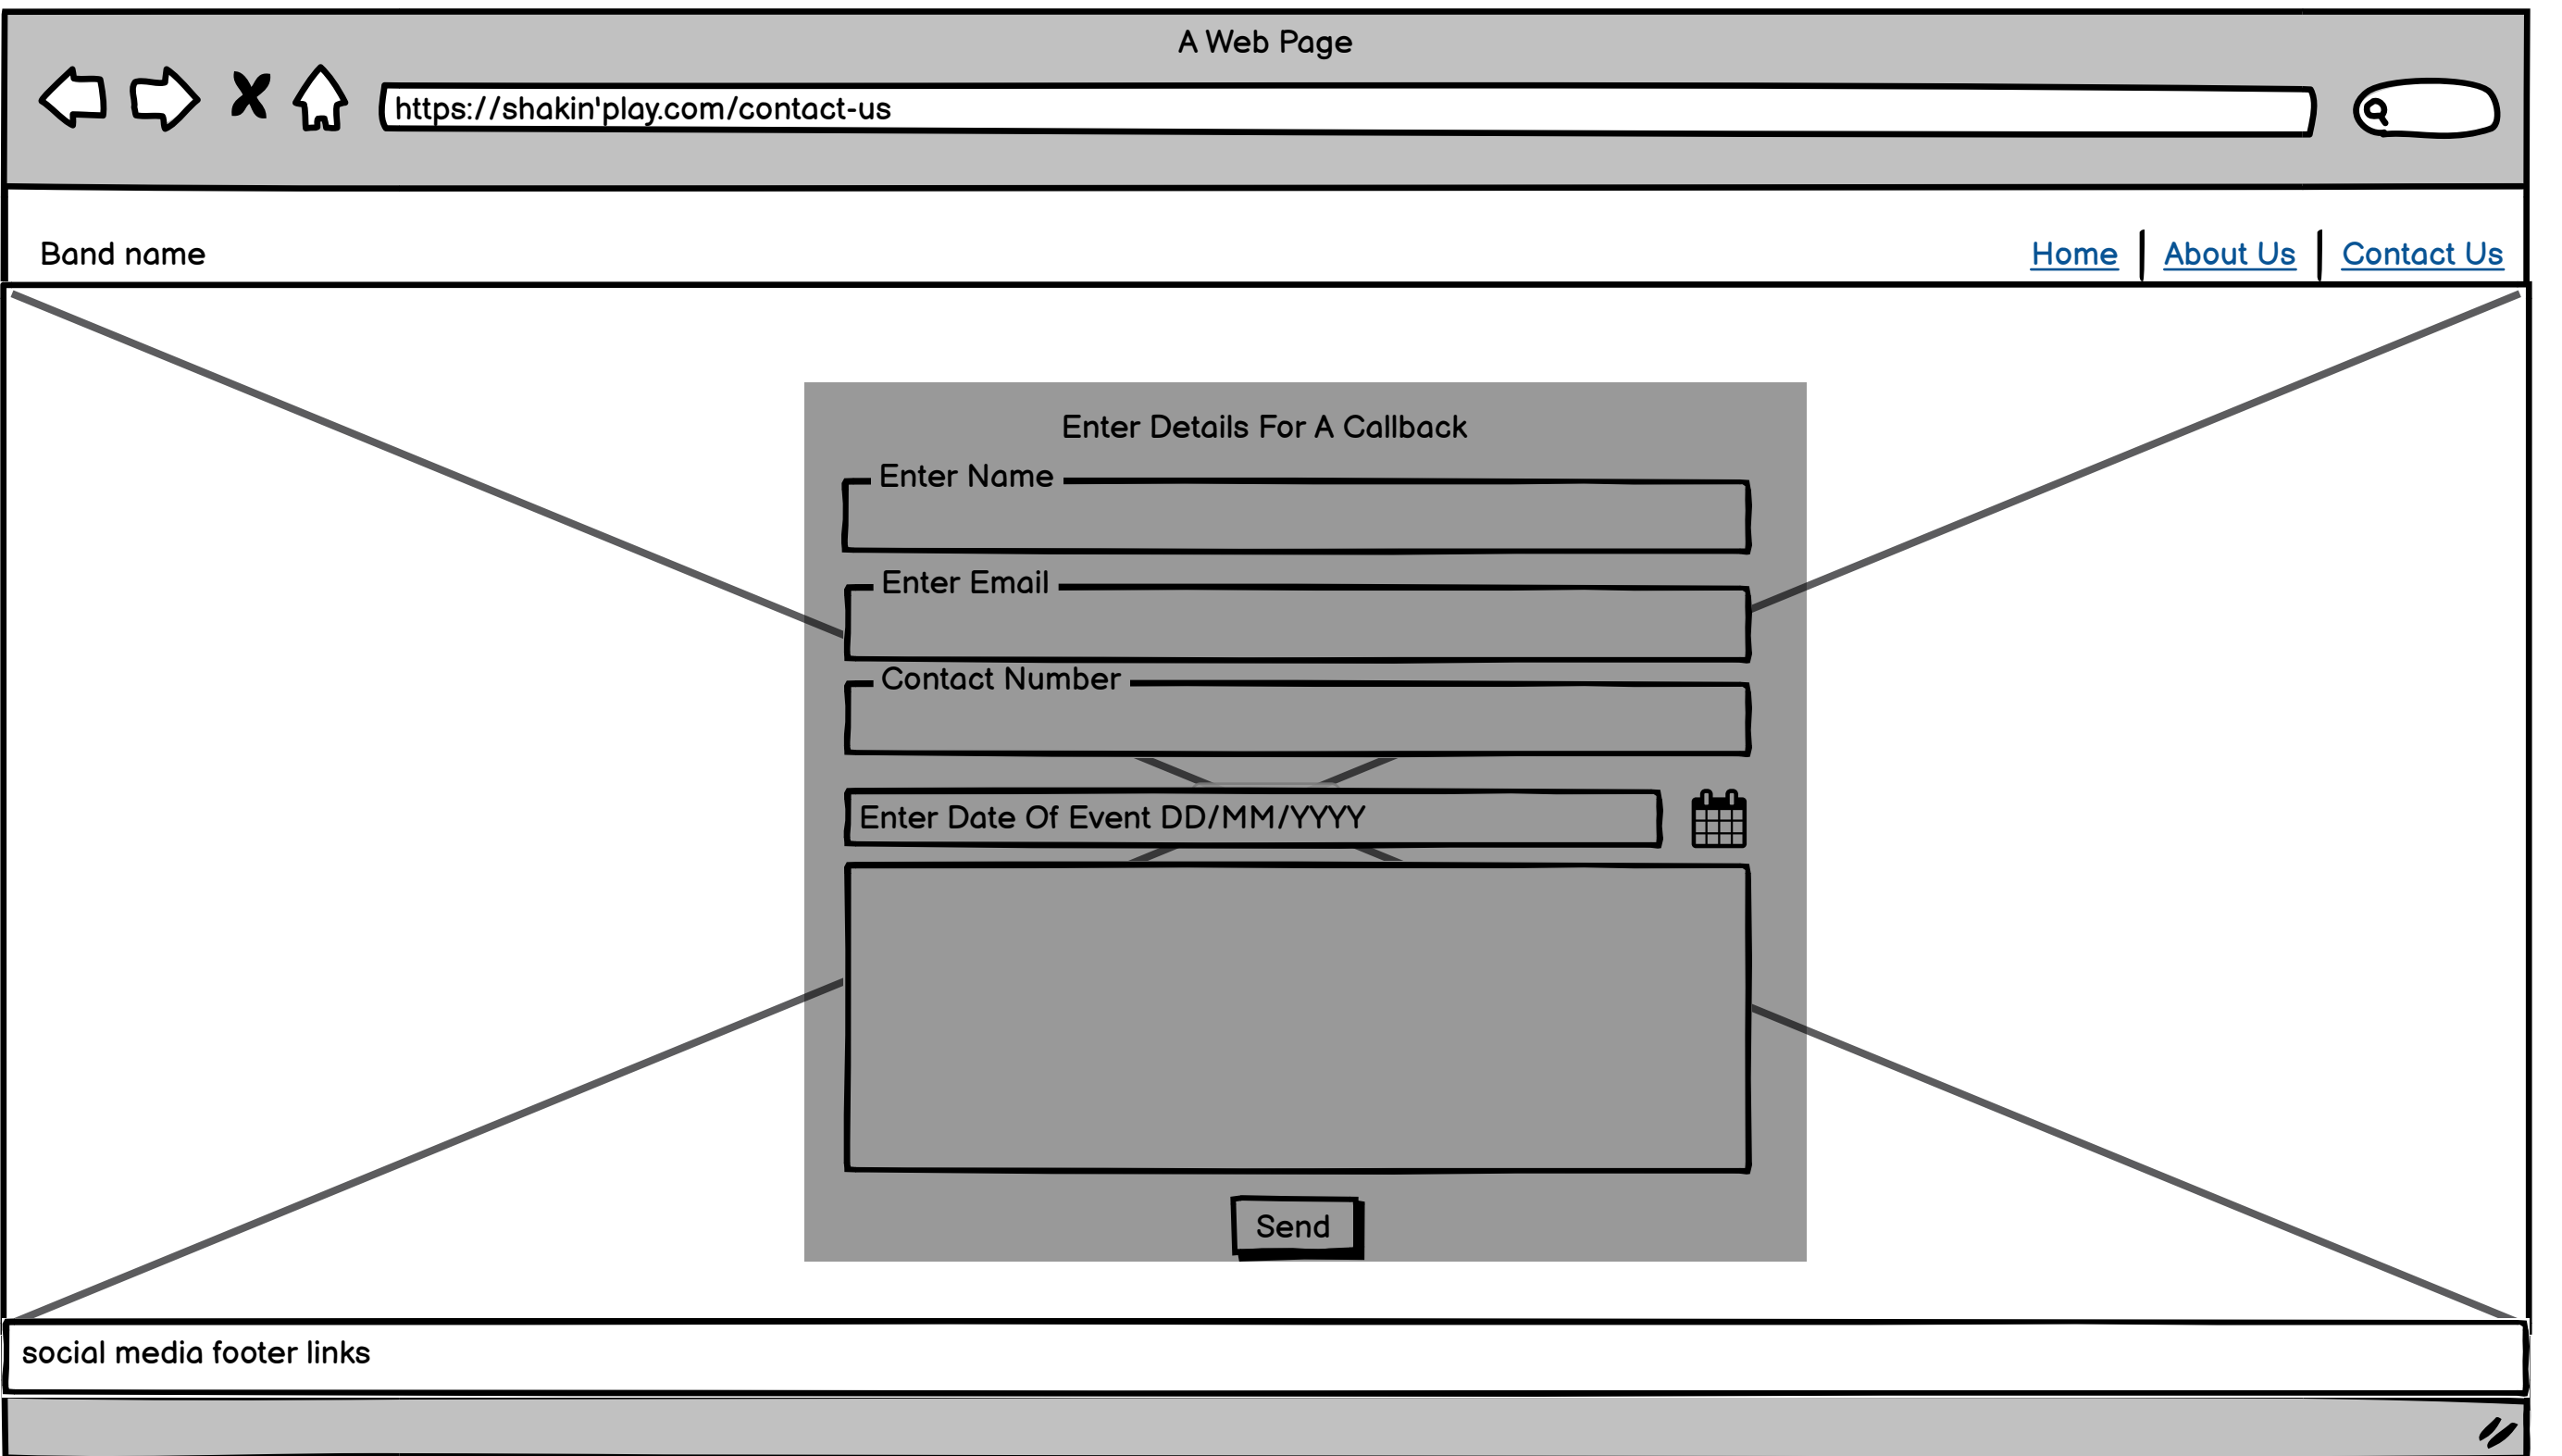 A Web Page
https://shakin'play.com/contact-us
Band name
Home | About Us | Contact Us
Enter Details For A Callback
Enter Name
Enter Email
Contact Number
Enter Date Of Event DD/MM/YYYY
Send
social media footer links